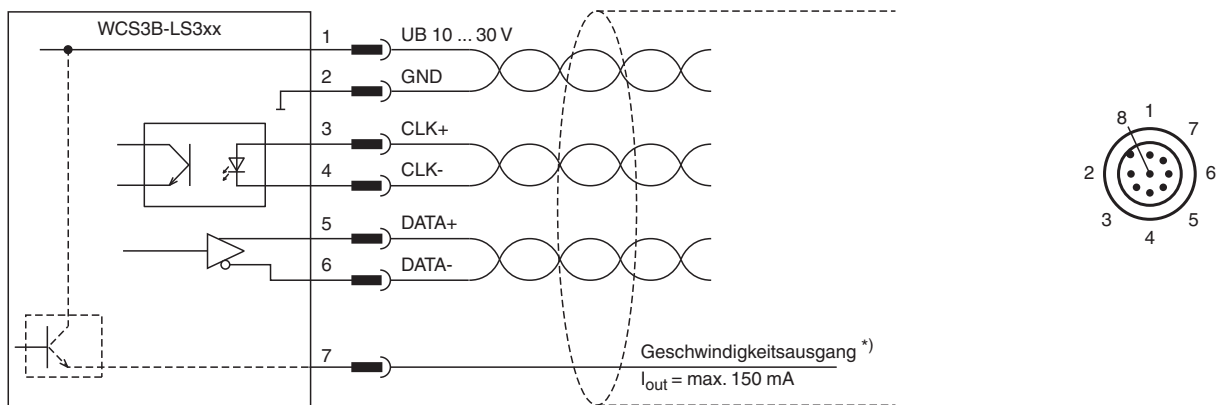 WCS3B-LS3xx
1 UB 10 ... 30 V
2 GND
3 CLK+
4 CLK-
5 DATA+
6 DATA-
7 Geschwindigkeitsausgang *)
Iout = max. 150 mA
8 1 7
2 6
3 5
4